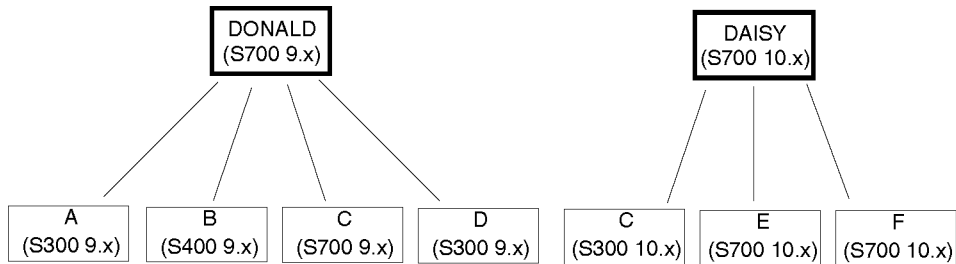 DONALD
(S700 9.x)
DAISY
(S700 10.x)
A
(S300 9.x)
B
(S400 9.x)
C
(S700 9.x)
D
(S300 9.x)
C
(S300 10.x)
E
(S700 10.x)
F
(S700 10.x)